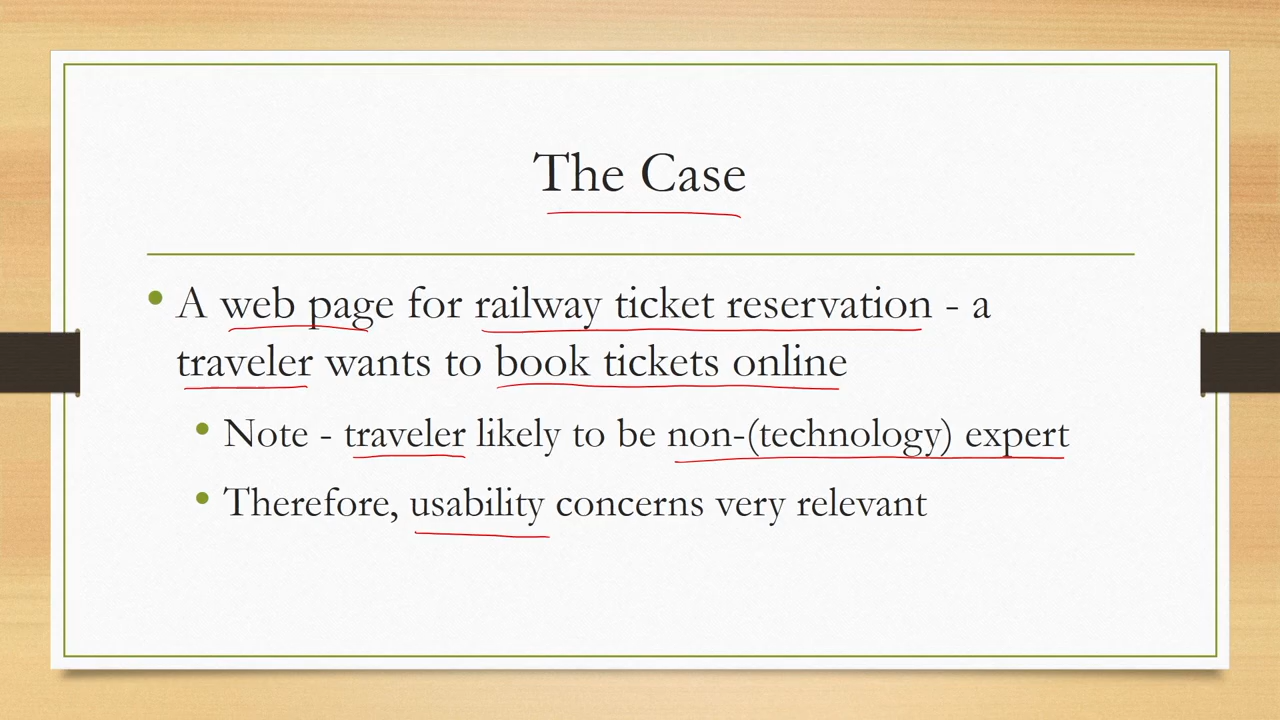 The Case
• A web page for railway ticket reservation - a
traveler wants to book tickets online
• Note - traveler likely to be non-(technology) expert
• Therefore, usability concerns very relevant